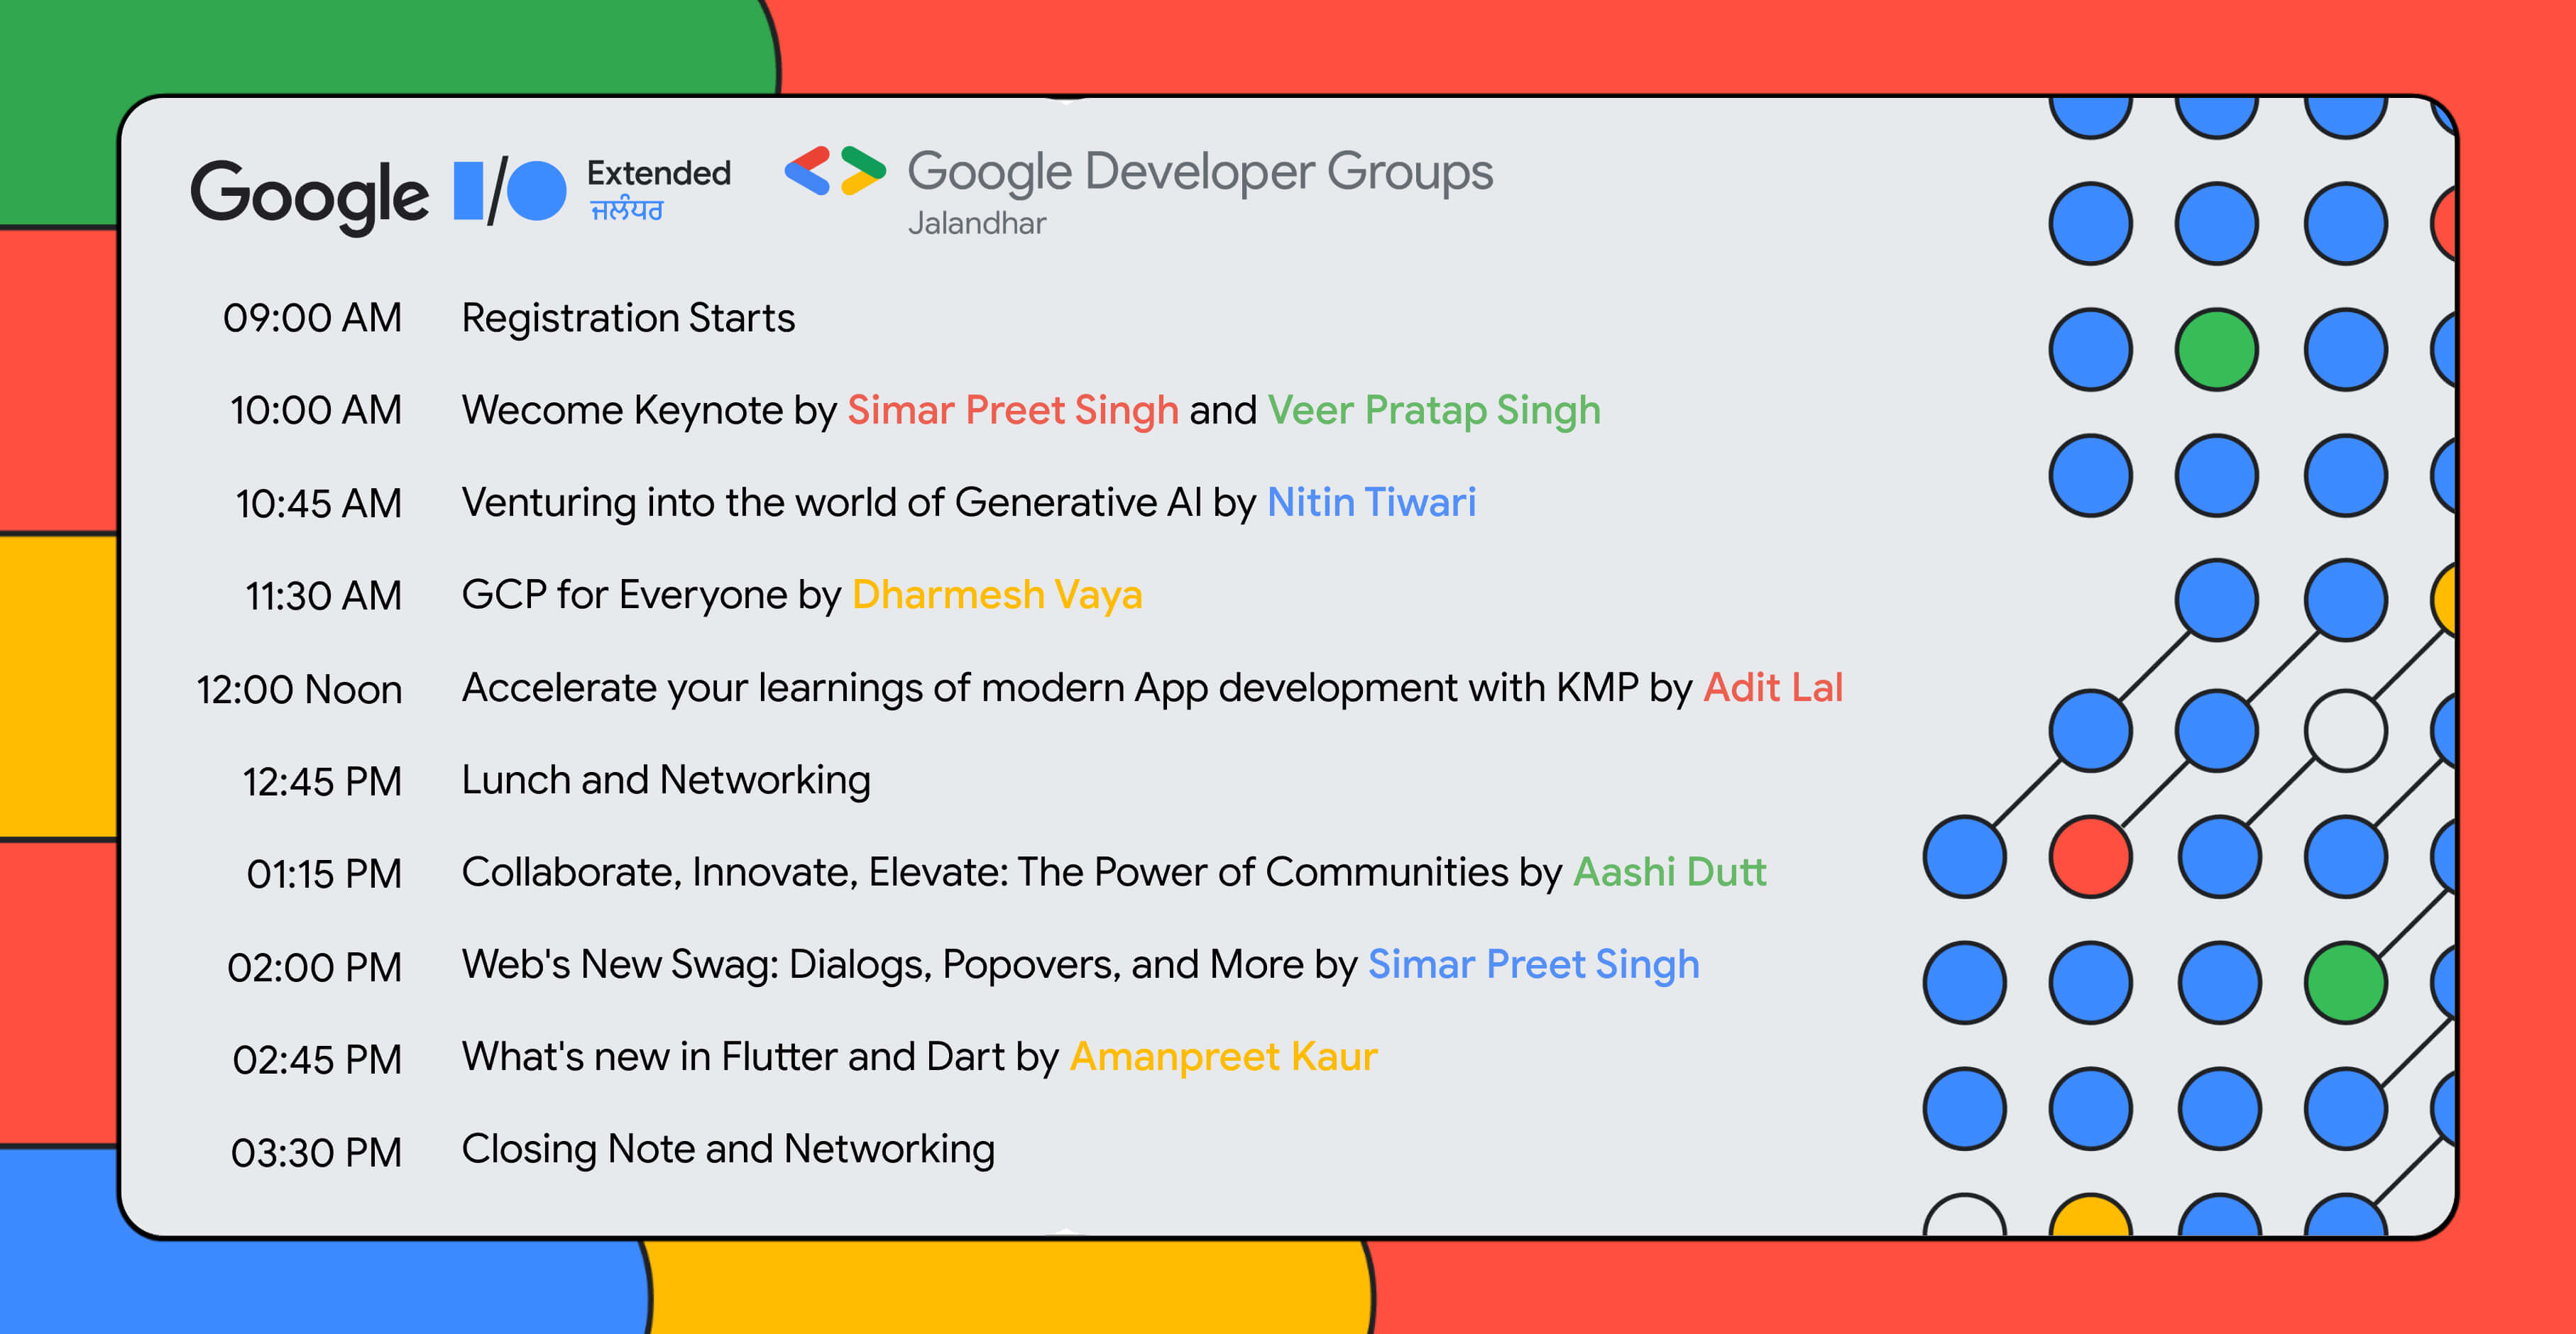 Google I/O Extended
ਜਲੰਧਰ
Google Developer Groups
Jalandhar
09:00 AM Registration Starts
10:00 AM Wecome Keynote by Simar Preet Singh and Veer Pratap Singh
10:45 AM Venturing into the world of Generative AI by Nitin Tiwari
11:30 AM GCP for Everyone by Dharmesh Vaya
12:00 Noon Accelerate your learnings of modern App development with KMP by Adit Lal
12:45 PM Lunch and Networking
01:15 PM Collaborate, Innovate, Elevate: The Power of Communities by Aashi Dutt
02:00 PM Web's New Swag: Dialogs, Popovers, and More by Simar Preet Singh
02:45 PM What's new in Flutter and Dart by Amanpreet Kaur
03:30 PM Closing Note and Networking